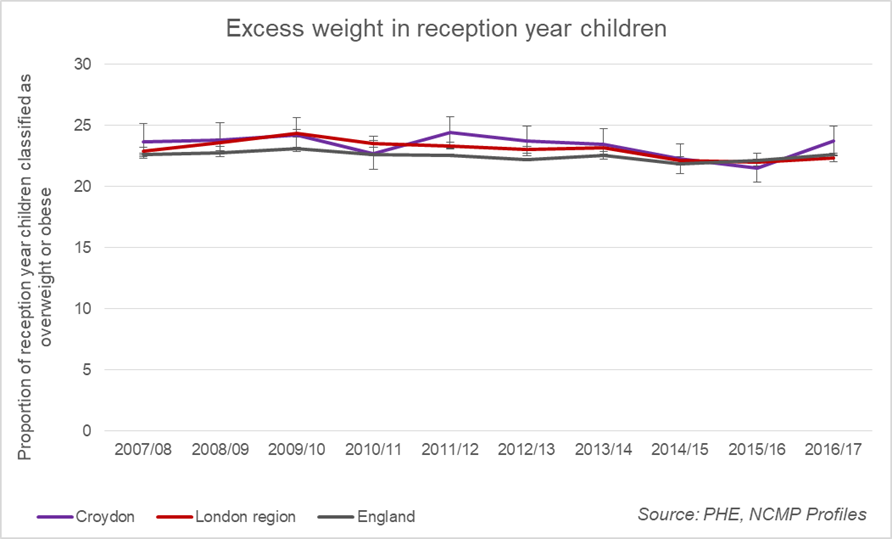 Excess weight in reception year children
Proportion of reception year children classified as
overweight or obese
30
25
20
15
10
5
0
2007/08 2008/09 2009/10 2010/11 2011/12 2012/13 2013/14 2014/15 2015/16 2016/17
Croydon London region England
Source: PHE, NCMP Profiles